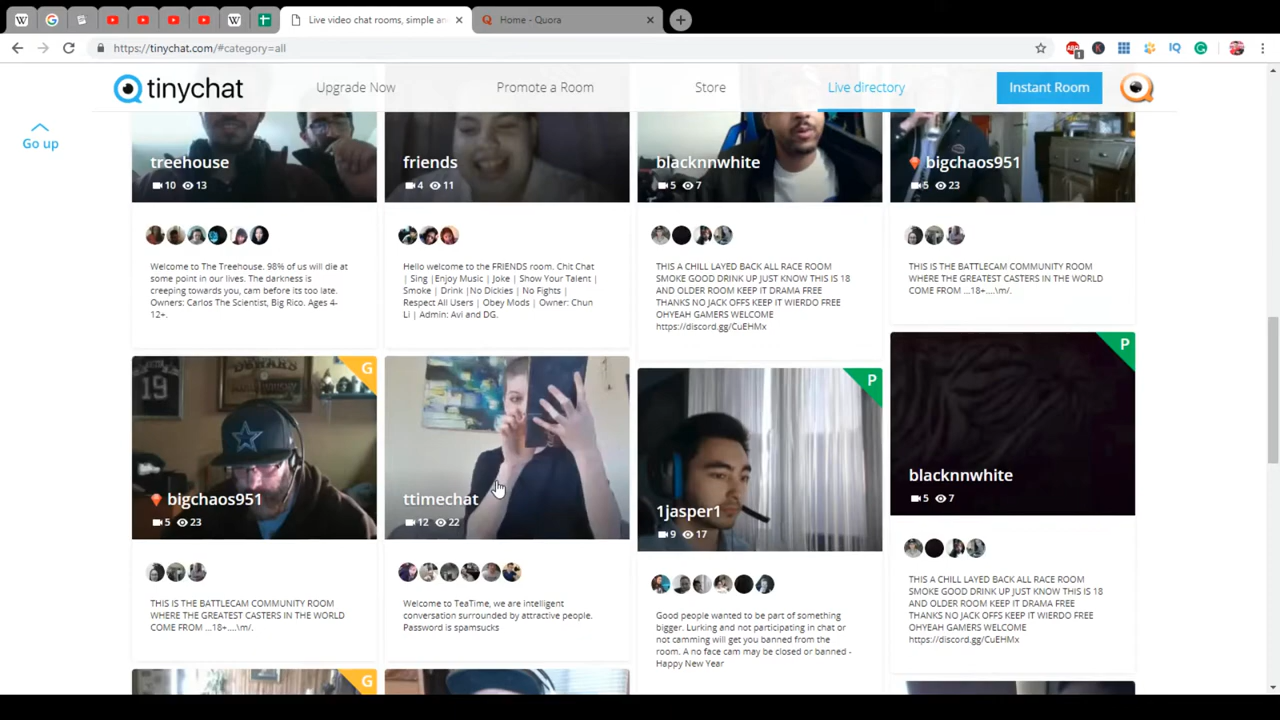 Live video chat rooms, simple an
Home - Quora
https://tinychat.com/#category=all
tinychat
Upgrade Now
Promote a Room
Store
Live directory
Instant Room
Go up
treehouse
10 13
Welcome to The Treehouse. 98% of us will die at
some point in our lives. The darkness is
creeping towards you, cam before its too late.
Owners: Carlos The Scientist, Big Rico. Ages 4-
12+.
friends
4 11
Hello welcome to the FRIENDS room. Chit Chat
| Sing |Enjoy Music | Joke | Show Your Talent |
Smoke | Drink |No Dickies | No Fights |
Respect All Users | Obey Mods | Owner: Chun
Li | Admin: Avi and DG.
blacknnwhite
5 7
THIS A CHILL LAYED BACK ALL RACE ROOM
SMOKE GOOD DRINK UP JUST KNOW THIS IS 18
AND OLDER ROOM KEEP IT DRAMA FREE
THANKS NO JACK OFFS KEEP IT WIERDO FREE
OHYEAH GAMERS WELCOME
https://discord.gg/CuEHMx
bigchaos951
5 23
THIS IS THE BATTLECAM COMMUNITY ROOM
WHERE THE GREATEST CASTERS IN THE WORLD
COME FROM ...18+....\m/.
G
19
bigchaos951
5 23
THIS IS THE BATTLECAM COMMUNITY ROOM
WHERE THE GREATEST CASTERS IN THE WORLD
COME FROM ...18+....\m/.
ttimechat
12 22
Welcome to TeaTime, we are intelligent
conversation surrounded by attractive people.
Password is spamsucks
P
1jasper1
9 17
Good people wanted to be part of something
bigger. Lurking and not participating in chat or
not camming will get you banned from the
room. A no face cam may be closed or banned -
Happy New Year
P
blacknnwhite
5 7
THIS A CHILL LAYED BACK ALL RACE ROOM
SMOKE GOOD DRINK UP JUST KNOW THIS IS 18
AND OLDER ROOM KEEP IT DRAMA FREE
THANKS NO JACK OFFS KEEP IT WIERDO FREE
OHYEAH GAMERS WELCOME
https://discord.gg/CuEHMx
G